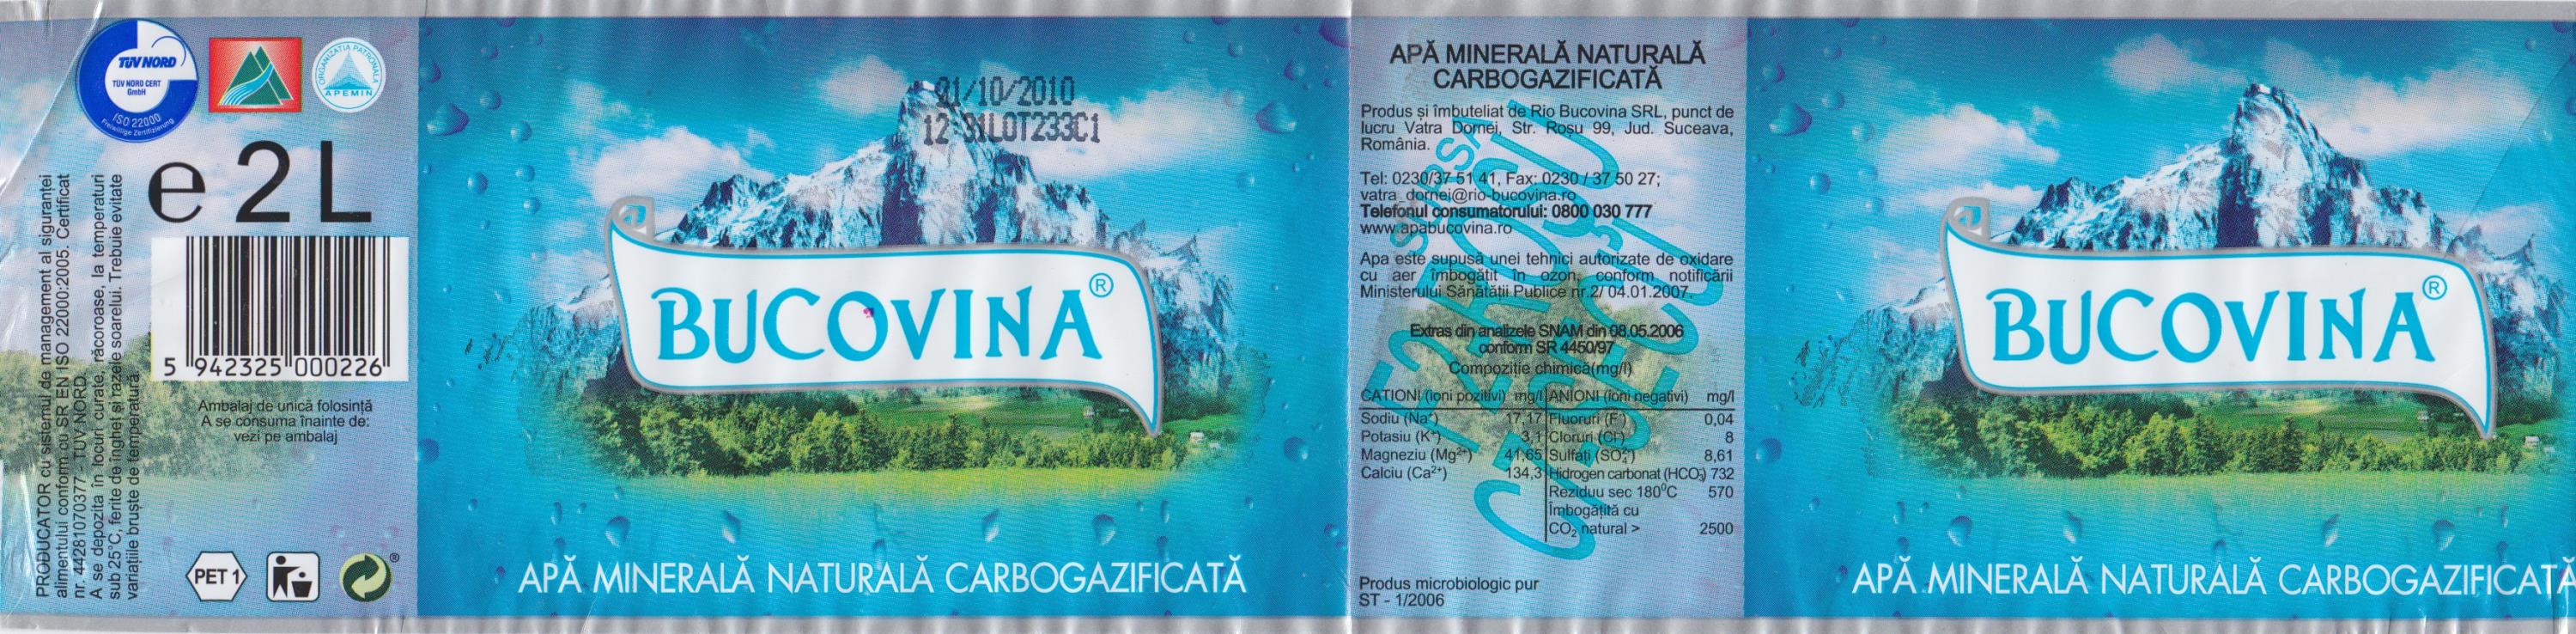 TÜV NORD
TÜV NORD CERT
GmbH
ISO 22000
Freiwillige Zertifizierung
ORGANIZATIA PATRONALA
APEMIN
e 2 L
PRODUCATOR cu sistemul de management al siguranței
alimentului conform cu SR EN ISO 22000:2005. Certificat
nr. 44281070377 - TUV NORD.
A se depozita în locuri curate, răcoroase, la temperaturi
sub 25°C, ferite de îngheț și razele soarelui. Trebuie evitate
variațiile bruște de temperatură.
5 942325 000226
Ambalaj de unică folosință
A se consuma înainte de:
vezi pe ambalaj
PET 1
®
21/10/2010
12:31LOT233C1
BUCOVINA®
APĂ MINERALĂ NATURALĂ CARBOGAZIFICATĂ
APĂ MINERALĂ NATURALĂ
CARBOGAZIFICATĂ
Produs și îmbuteliat de Rio Bucovina SRL, punct de
lucru Vatra Dornei, Str. Roșu 99, Jud. Suceava,
România.
Tel: 0230/37 51 41, Fax: 0230 / 37 50 27;
vatra_dornei@rio-bucovina.ro
Telefonul consumatorului: 0800 030 777
www.apabucovina.ro
Apa este supusă unei tehnici autorizate de oxidare
cu aer îmbogățit în ozon, conform notificării
Ministerului Sănătății Publice nr.2/ 04.01.2007.
Extras din analizele SNAM din 08.05.2006
conform SR 4450/97
Compoziție chimică(mg/l)
CATIONI (ioni pozitivi) mg/l ANIONI (ioni negativi) mg/l
Sodiu (Na⁺) 17,17 Fluoruri (F⁻) 0,04
Potasiu (K⁺) 3,1 Cloruri (Cl⁻) 8
Magneziu (Mg²⁺) 41,65 Sulfați (SO₄²⁻) 8,61
Calciu (Ca²⁺) 134,3 Hidrogen carbonat (HCO₃) 732
Reziduu sec 180⁰C 570
Îmbogățită cu
CO₂ natural > 2500
SURSA
C7SECU
Produs microbiologic pur
ST - 1/2006
BUCOVINA®
APĂ MINERALĂ NATURALĂ CARBOGAZIFICATĂ